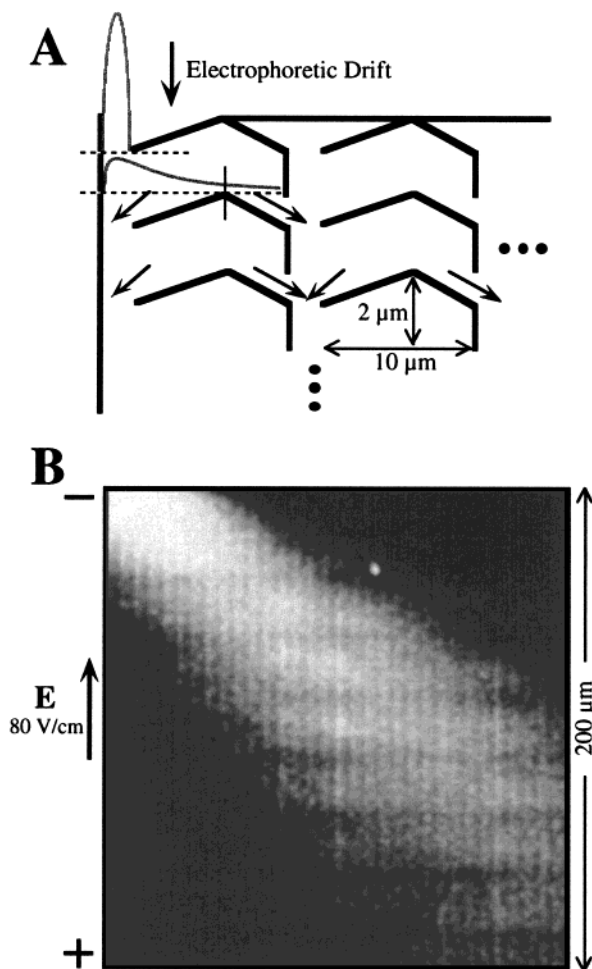 A
Electrophoretic Drift
2 µm
10 µm
B
−
E
80 V/cm
200 µm
+